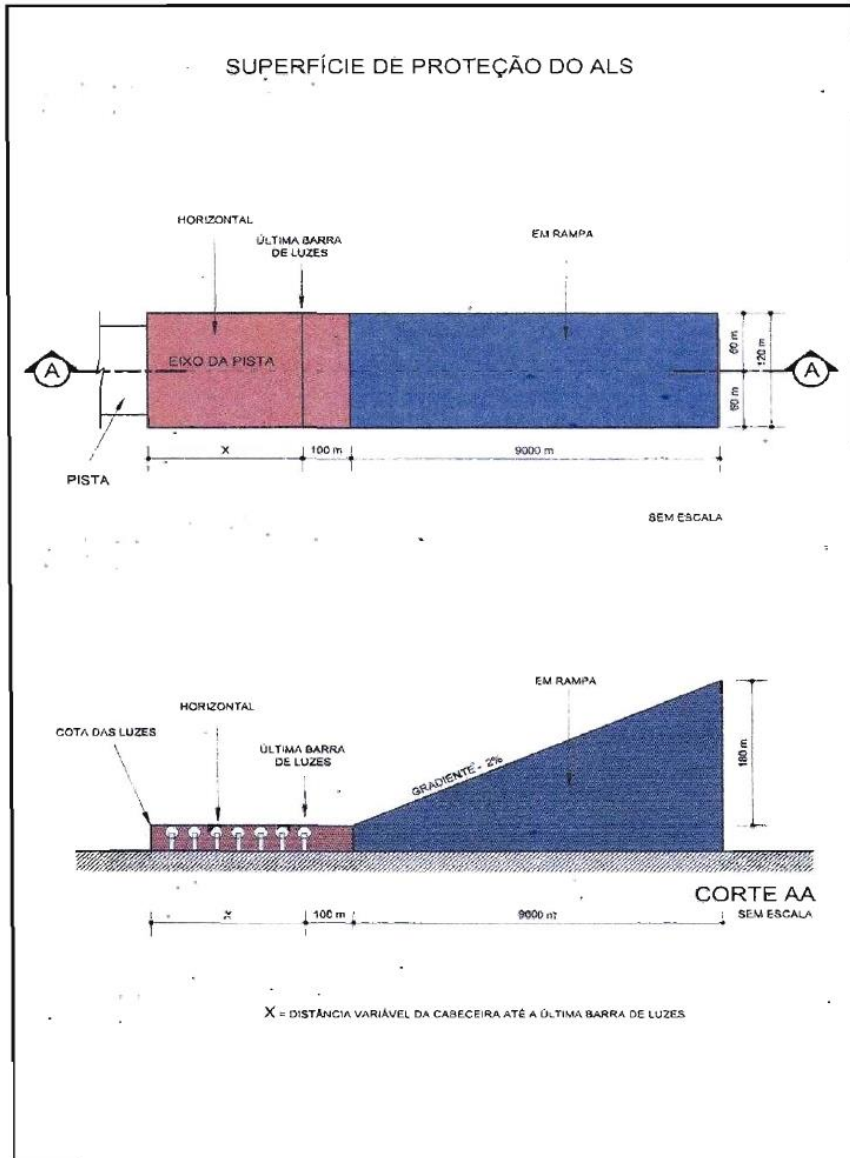 SUPERFÍCIE DE PROTEÇÃO DO ALS
HORIZONTAL
ÚLTIMA BARRA
DE LUZES
EM RAMPA
A
EIXO DA PISTA
A
60 m
60 m
120 m
X
100 m
9000 m
PISTA
SEM ESCALA
EM RAMPA
HORIZONTAL
COTA DAS LUZES
ÚLTIMA BARRA
DE LUZES
GRADIENTE - 2%
180 m
CORTE AA
SEM ESCALA
X
100 m
9000 m
X = DISTÂNCIA VARIÁVEL DA CABECEIRA ATÉ A ÚLTIMA BARRA DE LUZES